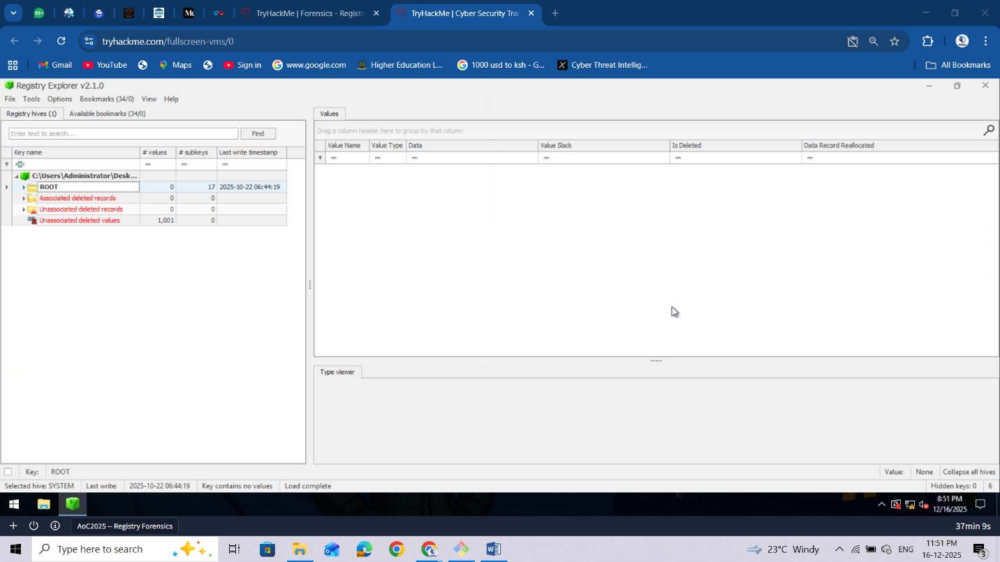 99+ M TryHackMe | Forensics - Registr TryHackMe | Cyber Security Trai
tryhackme.com/fullscreen-vms/0
Gmail YouTube Maps Sign in www.google.com Higher Education L... 1000 usd to ksh - G... X Cyber Threat Intellig... All Bookmarks
Registry Explorer v2.1.0
File Tools Options Bookmarks (34/0) View Help
Registry hives (1) Available bookmarks (34/0)
Enter text to search... Find
Key name # values # subkeys Last write timestamp
C:\Users\Administrator\Desk...
ROOT 0 17 2025-10-22 06:44:19
Associated deleted records 0 0
Unassociated deleted records 0 0
Unassociated deleted values 1,001 0
Values
Drag a column header here to group by that column
Value Name Value Type Data Value Slack Is Deleted Data Record Reallocated
Type viewer
Key: ROOT Value: None Collapse all hives
Selected hive: SYSTEM Last write: 2025-10-22 06:44:19 Key contains no values Load complete Hidden keys: 0 6
8:51 PM
12/16/2025
AoC2025 -- Registry Forensics 37min 9s
Type here to search 23°C Windy ENG 11:51 PM
16-12-2025 3